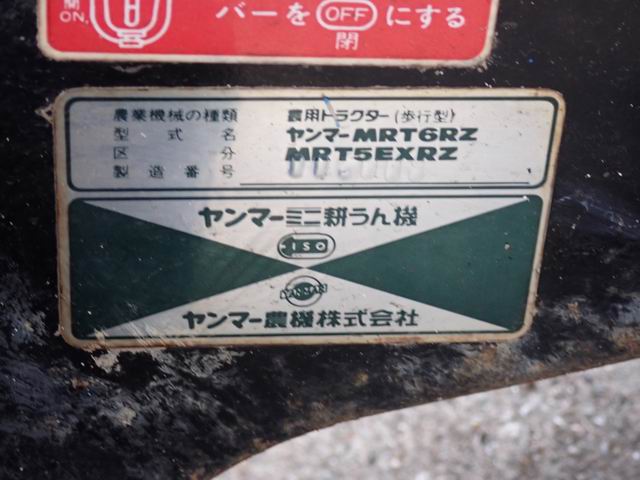 開
ON.
バーを OFF にする
閉
農業機械の種類 農用トラクター(歩行型)
型式名 ヤンマーMRT6RZ
区分 MRT5EXRZ
製造番号
ヤンマーミニ耕うん機
ISO
YANMAR
ヤンマー農機株式会社